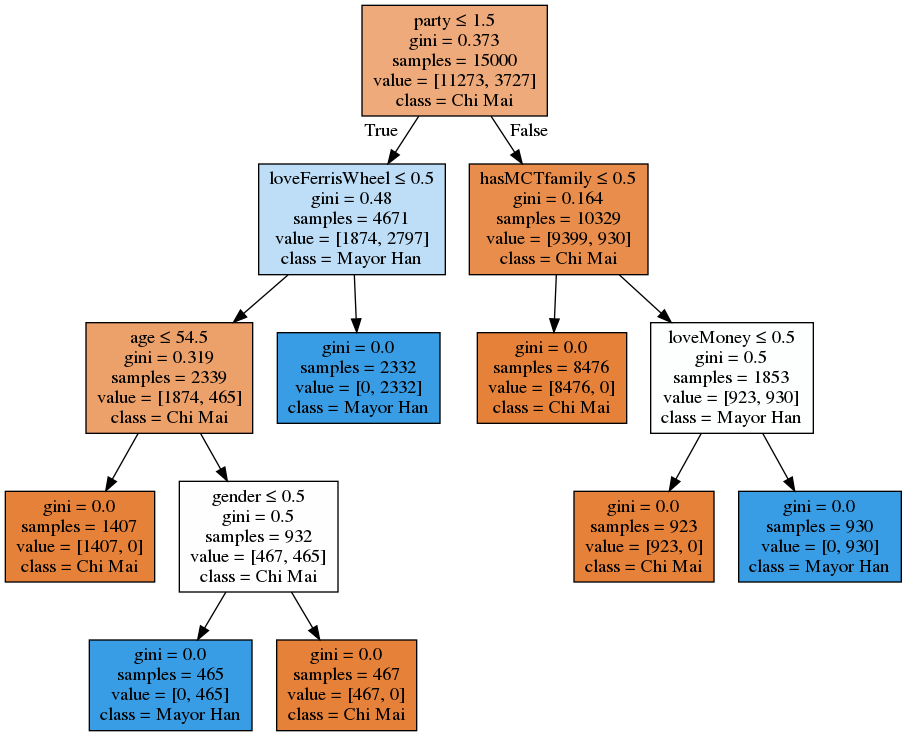 party ≤ 1.5
gini = 0.373
samples = 15000
value = [11273, 3727]
class = Chi Mai
True
False
loveFerrisWheel ≤ 0.5
gini = 0.48
samples = 4671
value = [1874, 2797]
class = Mayor Han
hasMCTfamily ≤ 0.5
gini = 0.164
samples = 10329
value = [9399, 930]
class = Chi Mai
age ≤ 54.5
gini = 0.319
samples = 2339
value = [1874, 465]
class = Chi Mai
gini = 0.0
samples = 2332
value = [0, 2332]
class = Mayor Han
gini = 0.0
samples = 8476
value = [8476, 0]
class = Chi Mai
loveMoney ≤ 0.5
gini = 0.5
samples = 1853
value = [923, 930]
class = Mayor Han
gini = 0.0
samples = 1407
value = [1407, 0]
class = Chi Mai
gender ≤ 0.5
gini = 0.5
samples = 932
value = [467, 465]
class = Chi Mai
gini = 0.0
samples = 923
value = [923, 0]
class = Chi Mai
gini = 0.0
samples = 930
value = [0, 930]
class = Mayor Han
gini = 0.0
samples = 465
value = [0, 465]
class = Mayor Han
gini = 0.0
samples = 467
value = [467, 0]
class = Chi Mai